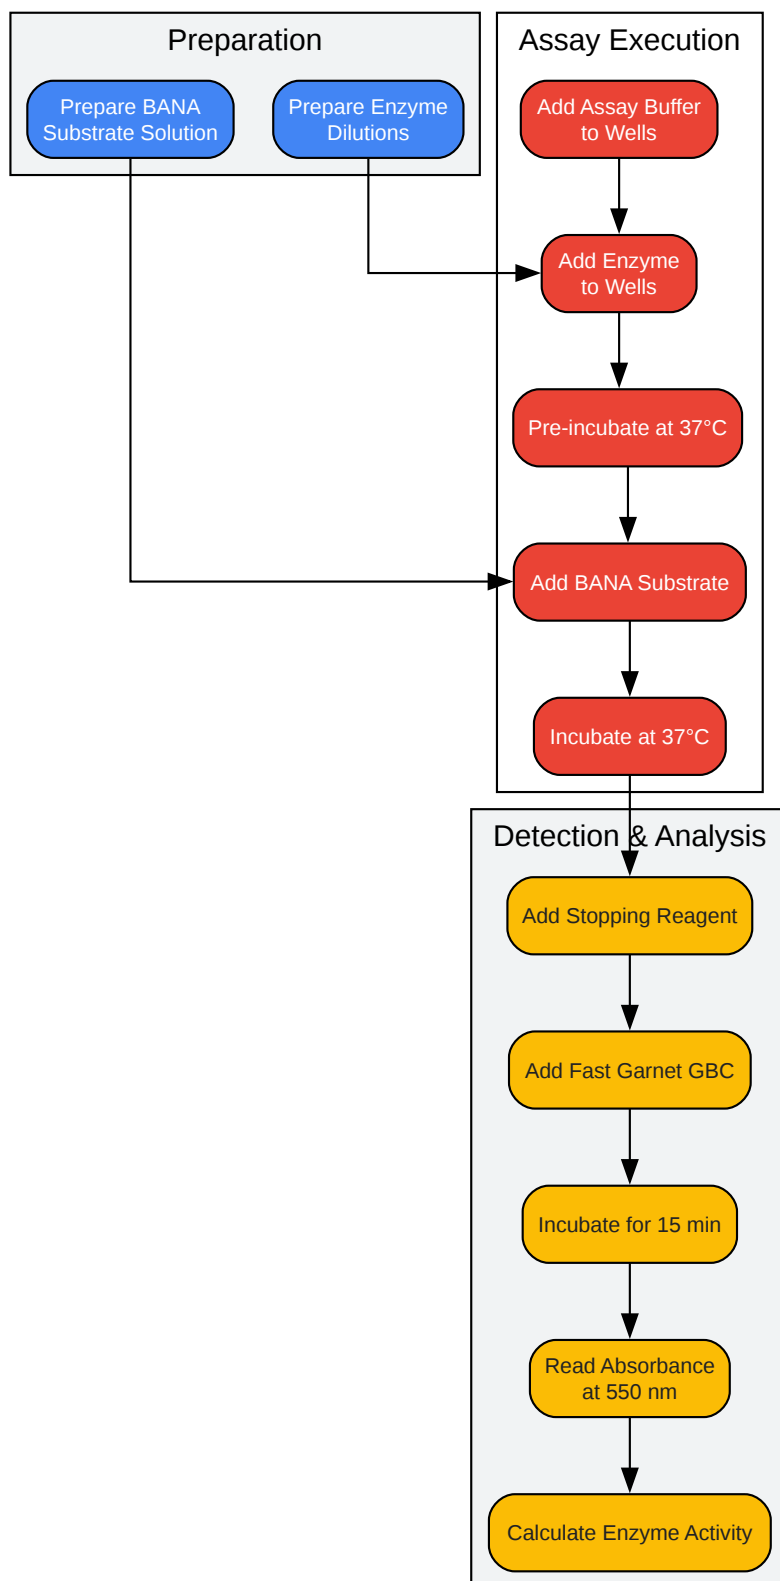 Preparation
Prepare BANA
Substrate Solution
Prepare Enzyme
Dilutions
Assay Execution
Add Assay Buffer
to Wells
Add Enzyme
to Wells
Pre-incubate at 37°C
Add BANA Substrate
Incubate at 37°C
Detection & Analysis
Add Stopping Reagent
Add Fast Garnet GBC
Incubate for 15 min
Read Absorbance
at 550 nm
Calculate Enzyme Activity